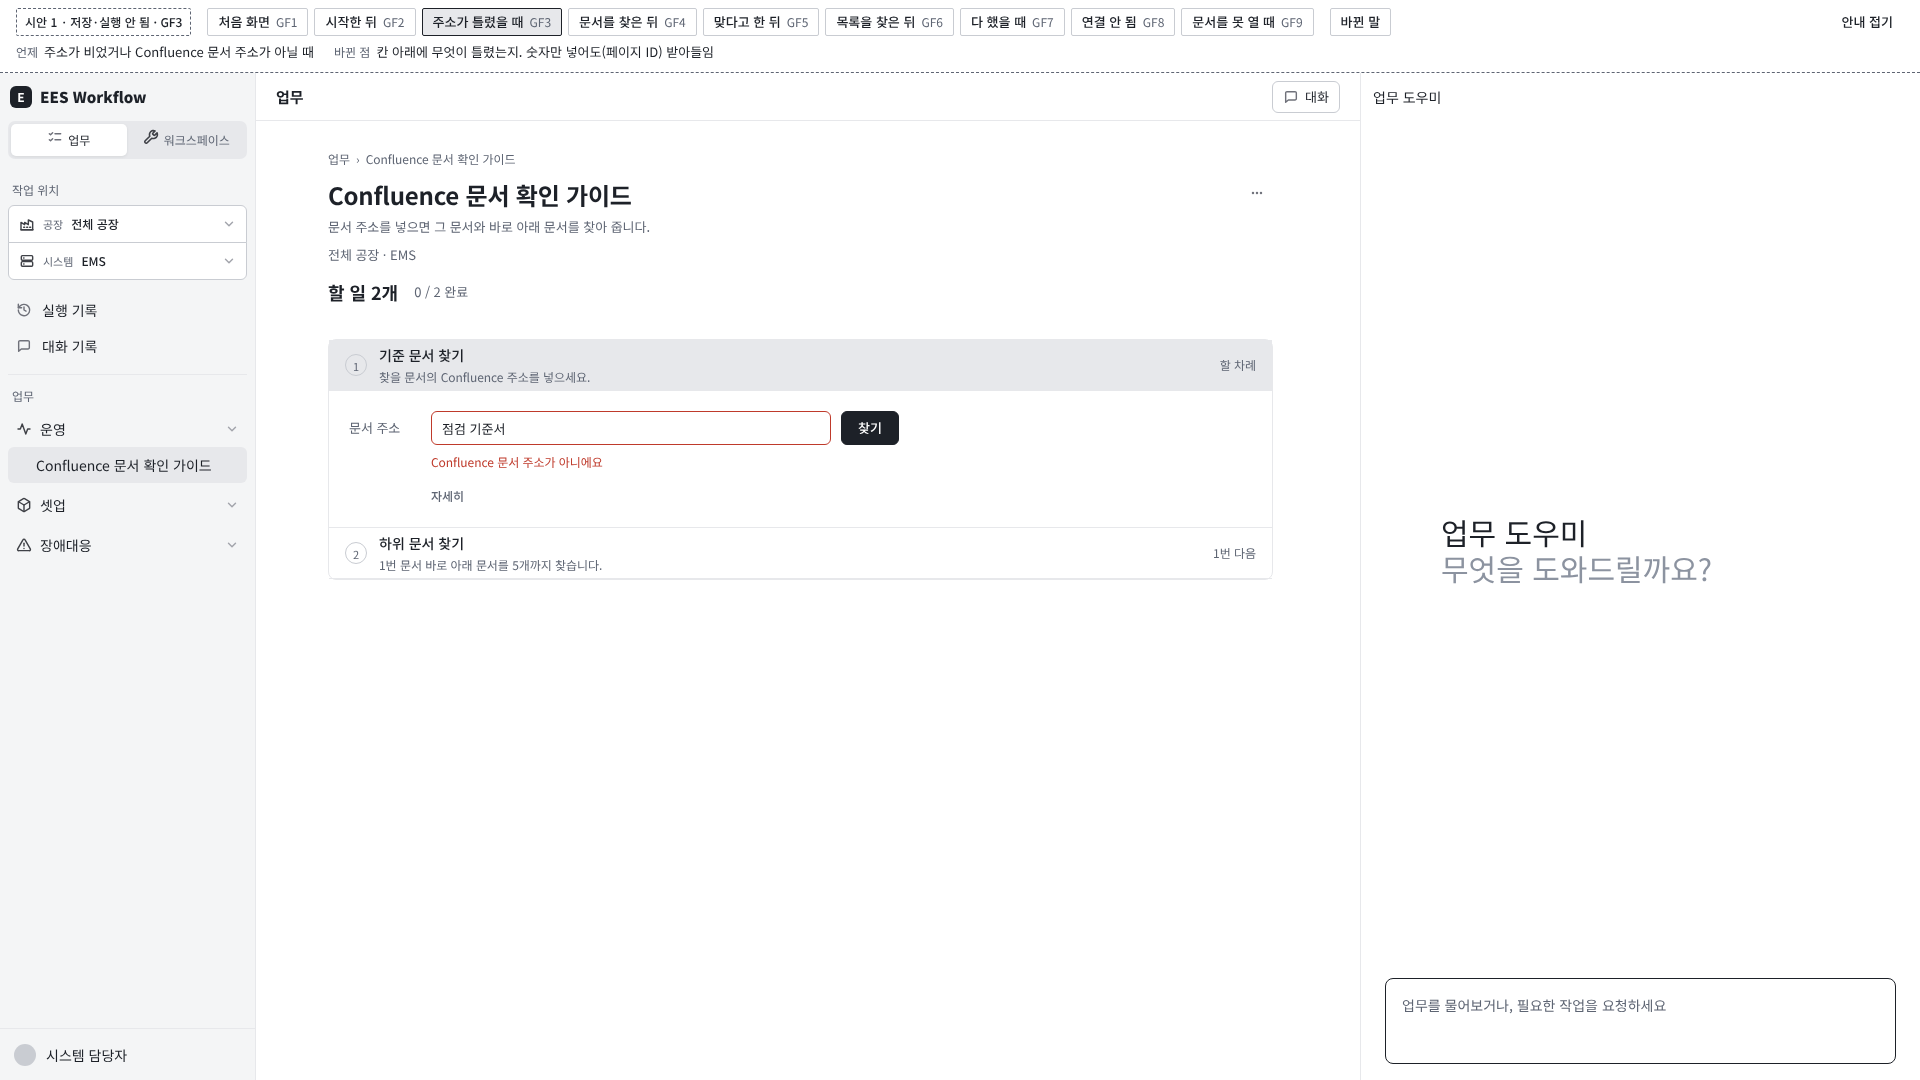 시안 1 · 저장·실행 안 됨 · GF3
처음 화면 GF1
시작한 뒤 GF2
주소가 틀렸을 때 GF3
문서를 찾은 뒤 GF4
맞다고 한 뒤 GF5
목록을 찾은 뒤 GF6
다 했을 때 GF7
연결 안 됨 GF8
문서를 못 열 때 GF9
바뀐 말
안내 접기
언제 주소가 비었거나 Confluence 문서 주소가 아닐 때
바뀐 점 칸 아래에 무엇이 틀렸는지. 숫자만 넣어도(페이지 ID) 받아들임
E EES Workflow
업무
워크스페이스
작업 위치
공장 전체 공장
시스템 EMS
실행 기록
대화 기록
업무
운영
Confluence 문서 확인 가이드
셋업
장애대응
시스템 담당자
업무
대화
업무 › Confluence 문서 확인 가이드
Confluence 문서 확인 가이드
...
문서 주소를 넣으면 그 문서와 바로 아래 문서를 찾아 줍니다.
전체 공장 · EMS
할 일 2개 0 / 2 완료
1 기준 문서 찾기
찾을 문서의 Confluence 주소를 넣으세요.
할 차례
문서 주소
점검 기준서
찾기
Confluence 문서 주소가 아니에요
자세히
2 하위 문서 찾기
1번 문서 바로 아래 문서를 5개까지 찾습니다.
1번 다음
업무 도우미
업무 도우미
무엇을 도와드릴까요?
업무를 물어보거나, 필요한 작업을 요청하세요